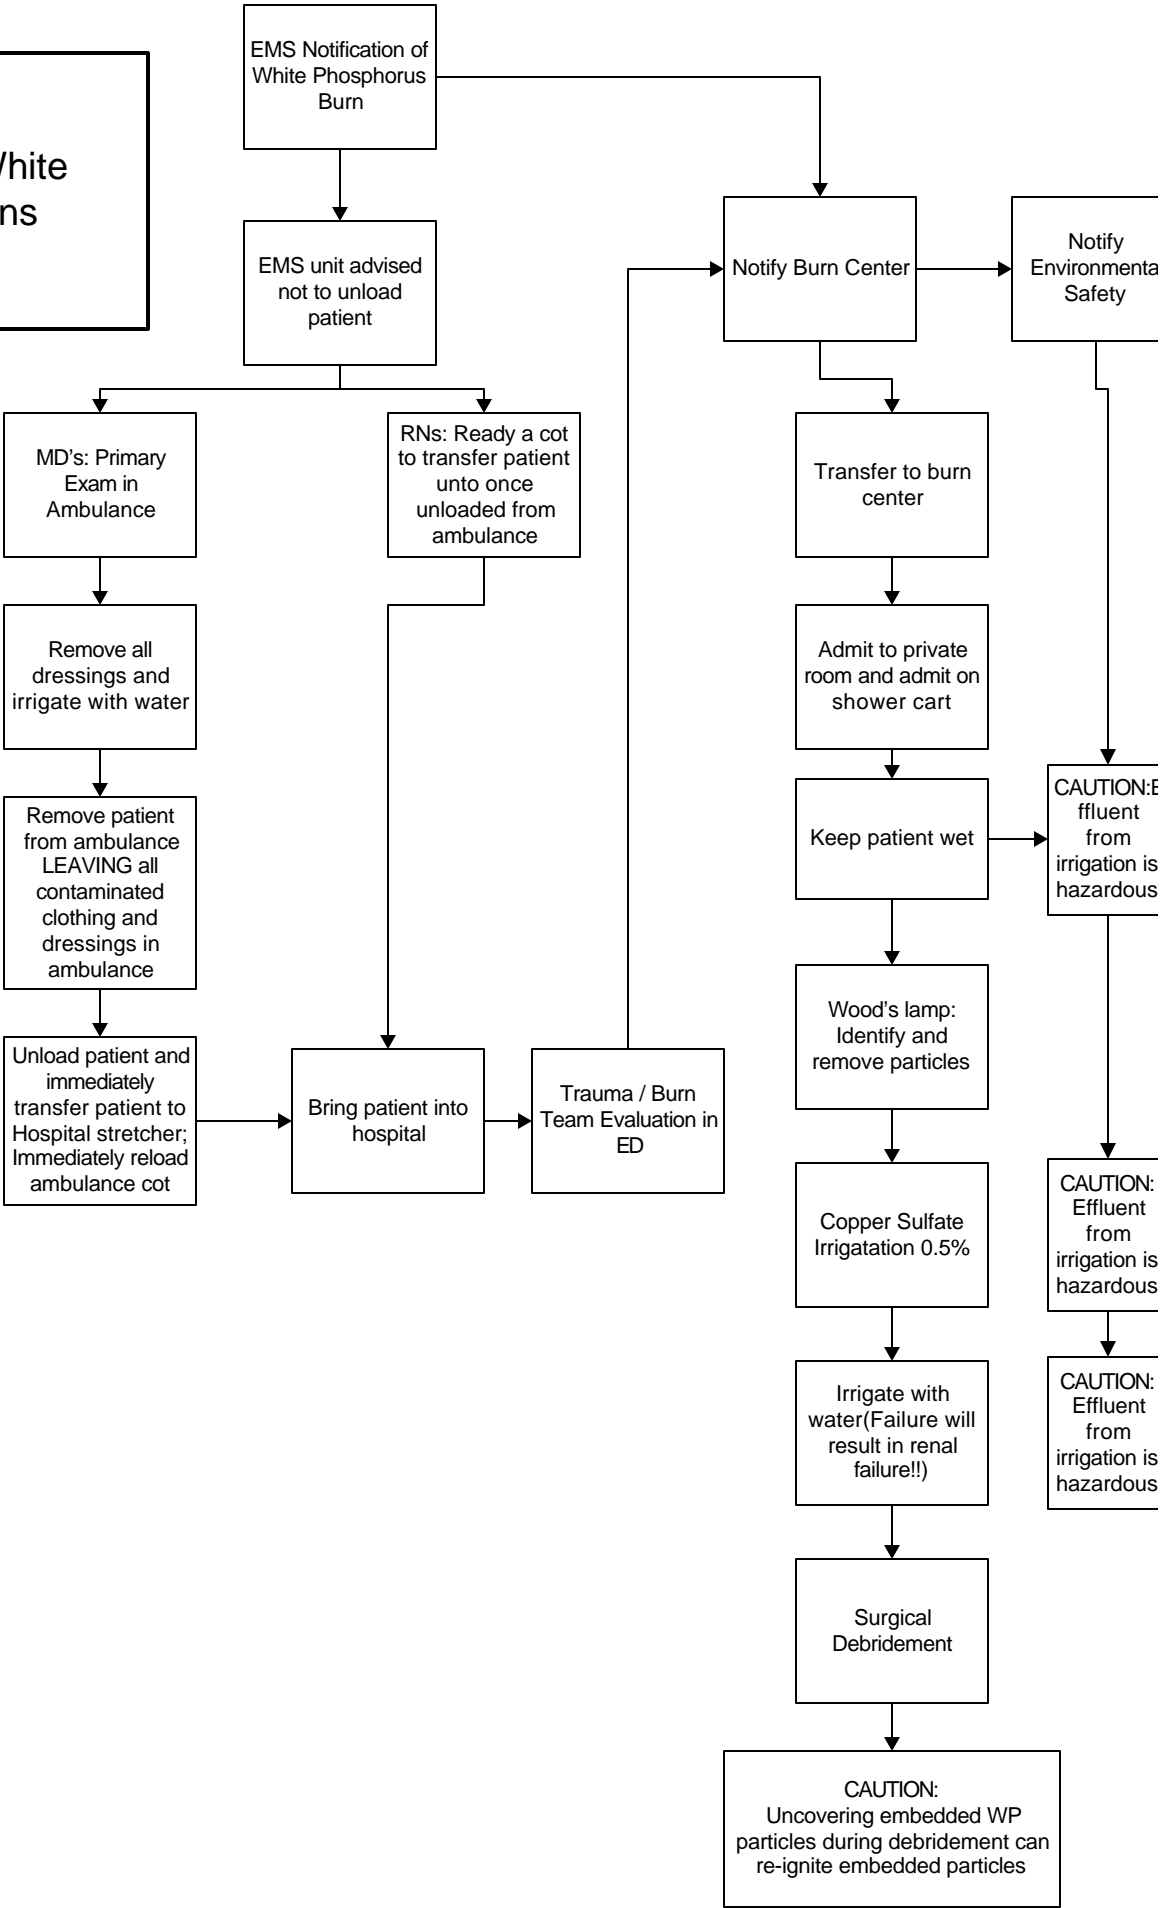 EMS Notification of
White Phosphorus
Burn
White
ns
EMS unit advised
not to unload
patient
Notify Burn Center
Notify
Environmenta
Safety
MD's: Primary
Exam in
Ambulance
RNs: Ready a cot
to transfer patient
unto once
unloaded from
ambulance
Transfer to burn
center
Remove all
dressings and
irrigate with water
Admit to private
room and admit on
shower cart
Remove patient
from ambulance
LEAVING all
contaminated
clothing and
dressings in
ambulance
Keep patient wet
CAUTION:E
ffluent
from
irrigation is
hazardous
Wood's lamp:
Identify and
remove particles
Unload patient and
immediately
transfer patient to
Hospital stretcher;
Immediately reload
ambulance cot
Bring patient into
hospital
Trauma / Burn
Team Evaluation in
ED
Copper Sulfate
Irrigatation 0.5%
CAUTION:
Effluent
from
irrigation is
hazardous
Irrigate with
water(Failure will
result in renal
failure!!)
CAUTION:
Effluent
from
irrigation is
hazardous
Surgical
Debridement
CAUTION:
Uncovering embedded WP
particles during debridement can
re-ignite embedded particles